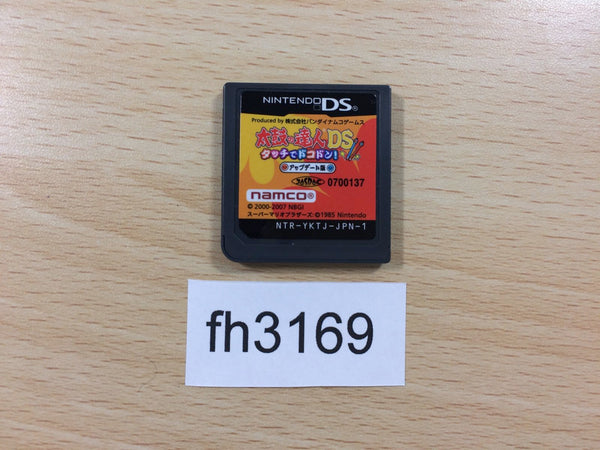 NINTENDO DS
Produced by 株式会社バンダイナムコゲームス
太鼓の達人DS
タッチでドコドン!
アップデート版
JASRAC 0700137
namco®
© 2000-2007 NBGI
スーパーマリオブラザーズ:©1985 Nintendo
NTR-YKTJ-JPN-1
fh3169